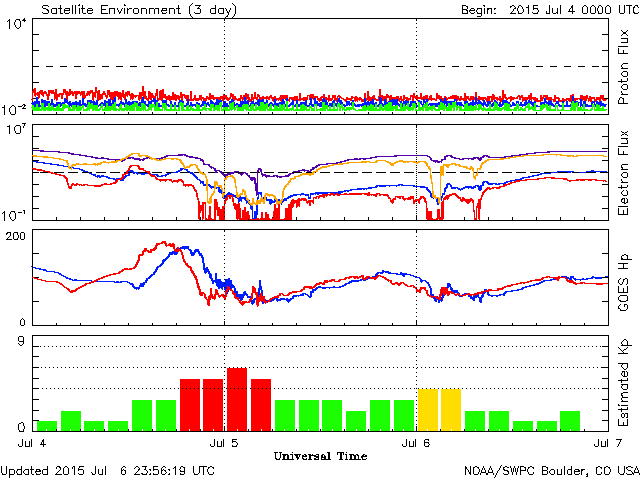 Satellite Environment (3 day) Begin: 2015 Jul 4 0000 UTC
10^4
10^-2
Proton Flux
10^7
10^-1
Electron Flux
200
0
GOES Hp
9
0
Estimated Kp
Jul 4 Jul 5 Jul 6 Jul 7
Universal Time
Updated 2015 Jul 6 23:56:19 UTC NOAA/SWPC Boulder, CO USA